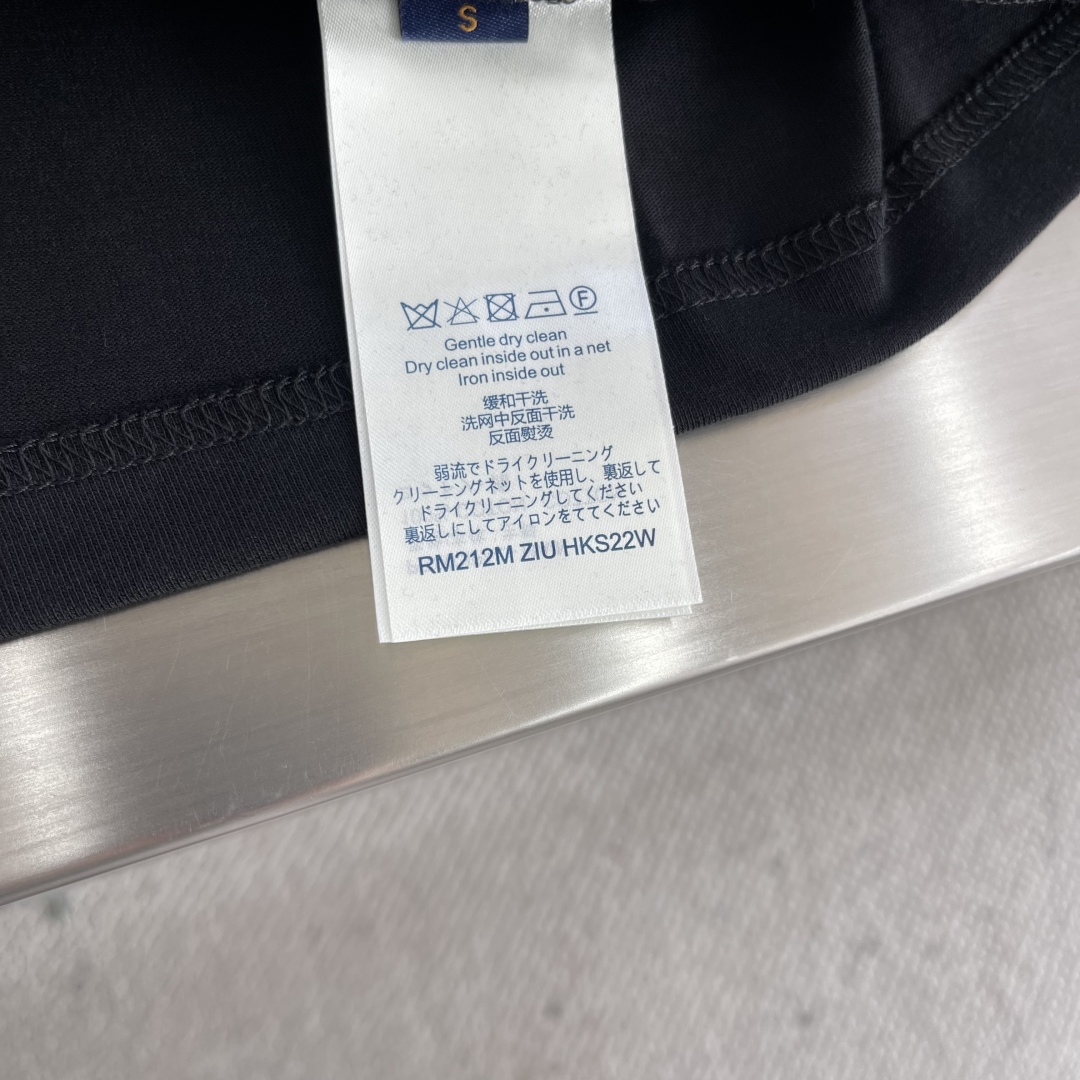 S
F
Gentle dry clean
Dry clean inside out in a net
Iron inside out
缓和干洗
洗网中反面干洗
反面熨烫
弱流でドライクリーニング
クリーニングネットを使用し、裏返して
ドライクリーニングしてください
裏返しにしてアイロンをててください
RM212M ZIU HKS22W